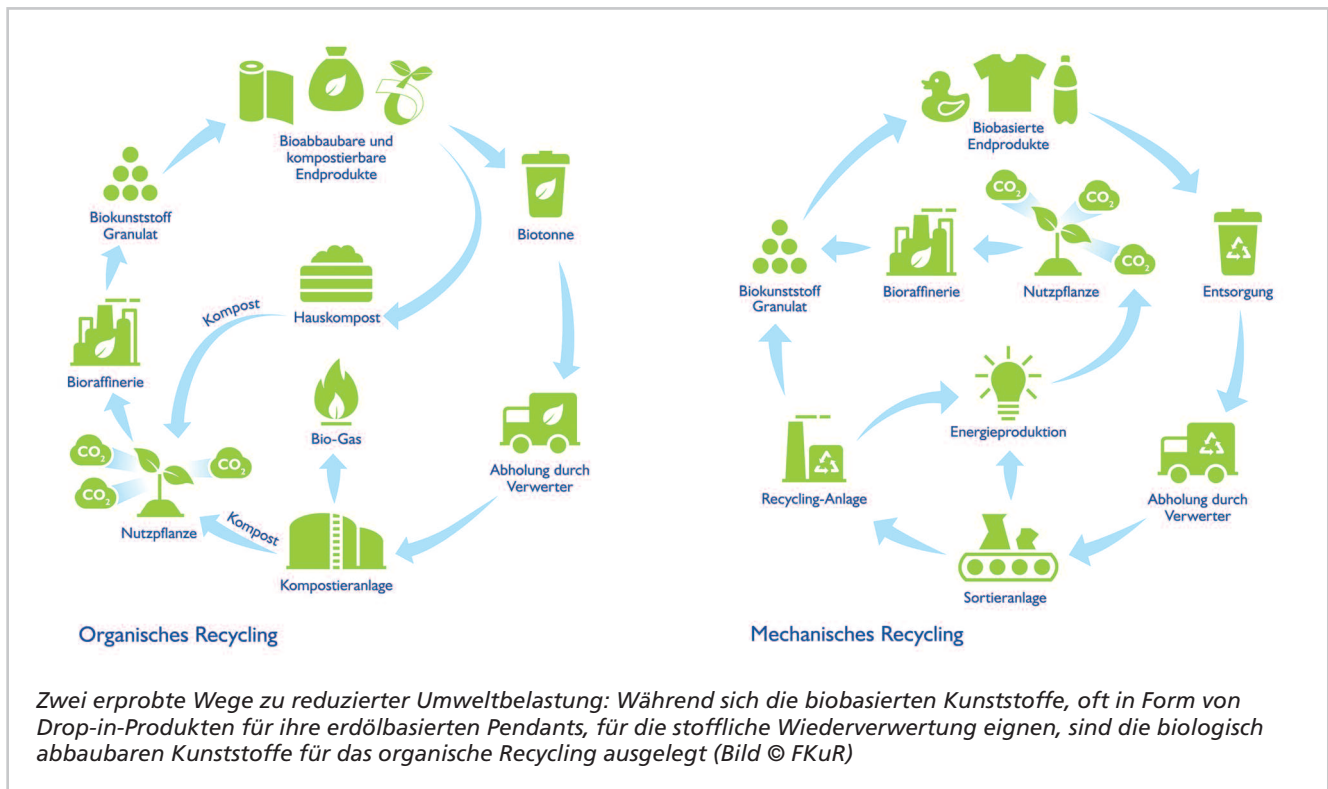 Bioabbaubare und
kompostierbare
Endprodukte
Biotonne
Abholung durch
Verwerter
Kompostieranlage
Bio-Gas
Kompost
Hauskompost
Kompost
Nutzpflanze
CO2
CO2
CO2
Bioraffinerie
Biokunststoff
Granulat
Organisches Recycling
Biobasierte
Endprodukte
Entsorgung
Abholung durch
Verwerter
Sortieranlage
Recycling-Anlage
Energieproduktion
CO2
CO2
CO2
Nutzpflanze
Bioraffinerie
Biokunststoff
Granulat
Mechanisches Recycling
Zwei erprobte Wege zu reduzierter Umweltbelastung: Während sich die biobasierten Kunststoffe, oft in Form von
Drop-in-Produkten für ihre erdölbasierten Pendants, für die stoffliche Wiederverwertung eignen, sind die biologisch
abbaubaren Kunststoffe für das organische Recycling ausgelegt (Bild © FKuR)